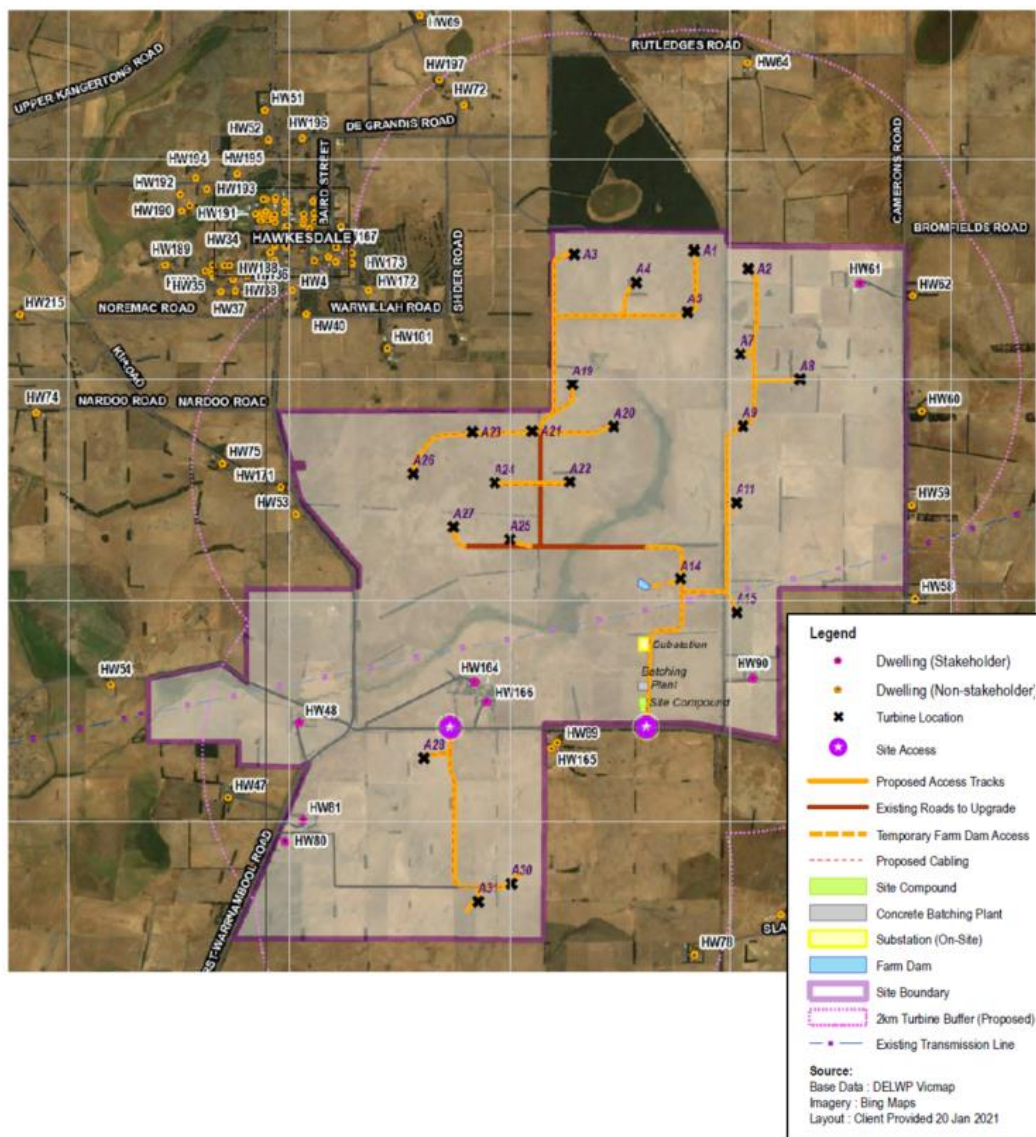 HW69
RUTLEDGES ROAD
UPPER KANGERTONG ROAD
HW197
HW64
HW72
HW51
DE GRANDIS ROAD
HW52
HW196
CAMERONS ROAD
HW194
HW195
BAIRD STREET
HW192
HW193
HW190
HW191
BROMFIELDS ROAD
HW34
HAWKESDALE
167
A3
A1
HW189
HW188
HW173
A4
A2
HW61
HW35
HW38
HW4
HW172
SHIER ROAD
HW62
HW215
NOREMAC ROAD
HW37
WARWILLAH ROAD
HW40
HW101
A7
A8
A19
HW74
NARDOO ROAD
NARDOO ROAD
HW60
A20
A9
A23
A21
HW75
A26
A24
A22
HW171
HW53
A11
HW59
A27
A25
A14
HW58
A15
Substation
HW54
HW164
Batching
Plant
HW90
HW166
Site Compound
HW48
HW165
HW47
HW81
HW80
A30
A31
HW78
Legend
Dwelling (Stakeholder)
Dwelling (Non-stakeholder)
Turbine Location
Site Access
Proposed Access Tracks
Existing Roads to Upgrade
Temporary Farm Dam Access
Proposed Cabling
Site Compound
Concrete Batching Plant
Substation (On-Site)
Farm Dam
Site Boundary
2km Turbine Buffer (Proposed)
Existing Transmission Line
Source:
Base Data : DELWP Vicmap
Imagery : Bing Maps
Layout : Client Provided 20 Jan 2021